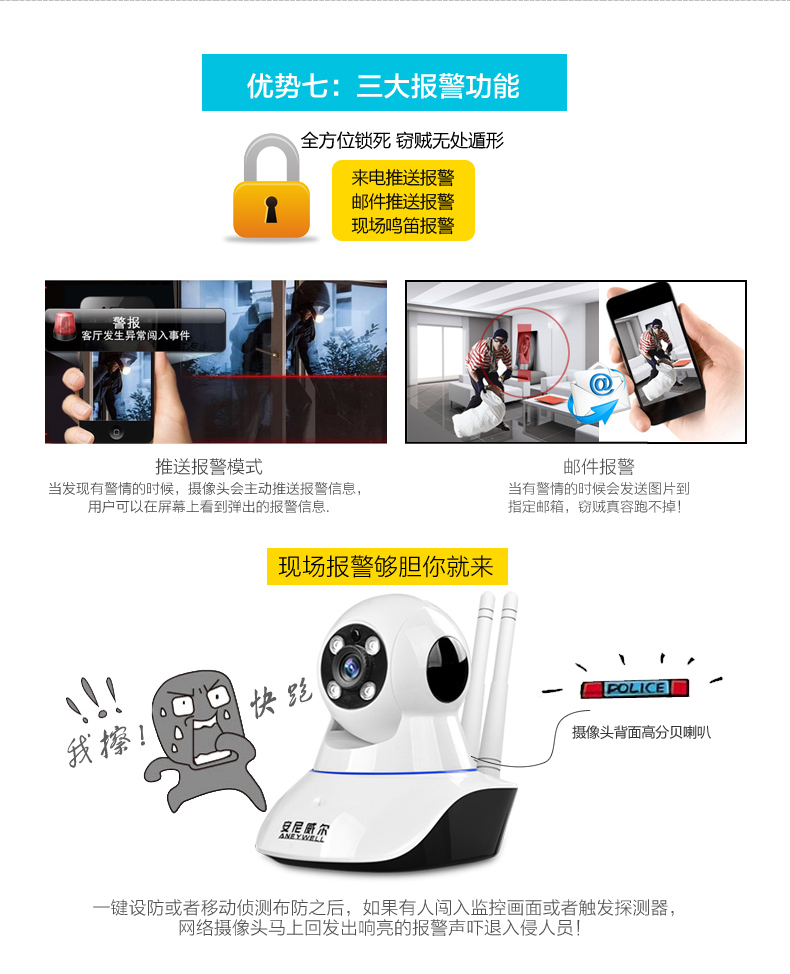 优势七：三大报警功能
全方位锁死 窃贼无处遁形
来电推送报警
邮件推送报警
现场鸣笛报警
警报
客厅发生异常闯入事件
@
推送报警模式
当发现有警情的时候，摄像头会主动推送报警信息，
用户可以在屏幕上看到弹出的报警信息.
邮件报警
当有警情的时候会发送图片到
指定邮箱，窃贼真容跑不掉！
现场报警够胆你就来
!!!
我擦！
快跑
POLICE
摄像头背面高分贝喇叭
安尼威尔
ANEYWELL
一键设防或者移动侦测布防之后，如果有人闯入监控画面或者触发探测器，
网络摄像头马上回发出响亮的报警声吓退入侵人员！